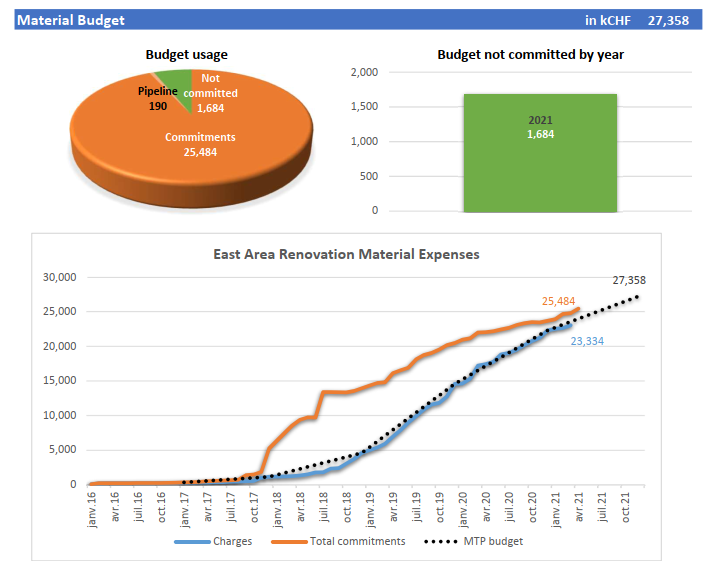 Material Budget in kCHF 27,358
Budget usage
Not
committed
1,684
Pipeline
190
Commitments
25,484
Budget not committed by year
2,000
1,500
1,000
500
0
2021
1,684
East Area Renovation Material Expenses
30,000
25,000
20,000
15,000
10,000
5,000
0
27,358
25,484
23,334
janv.16
avr.16
juil.16
oct.16
janv.17
avr.17
juil.17
oct.17
janv.18
avr.18
juil.18
oct.18
janv.19
avr.19
juil.19
oct.19
janv.20
avr.20
juil.20
oct.20
janv.21
avr.21
juil.21
oct.21
Charges
Total commitments
MTP budget